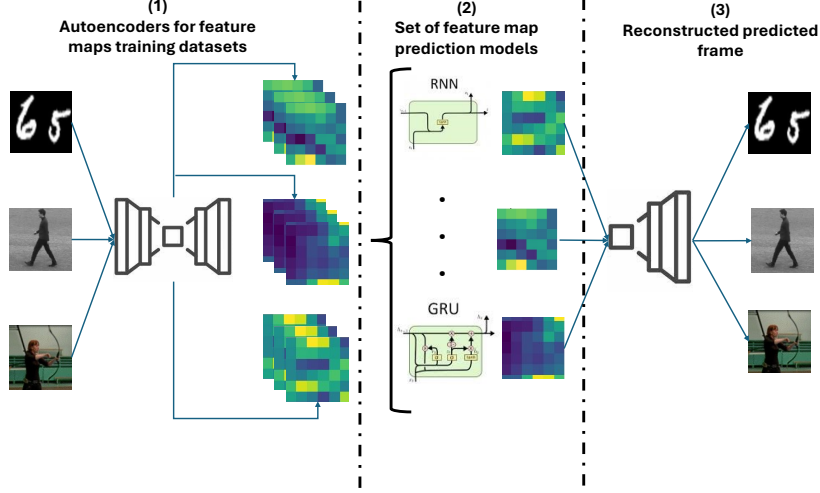 (1)
Autoencoders for feature
maps training datasets
(2)
Set of feature map
prediction models
(3)
Reconstructed predicted
frame
65
RNN
GRU
65